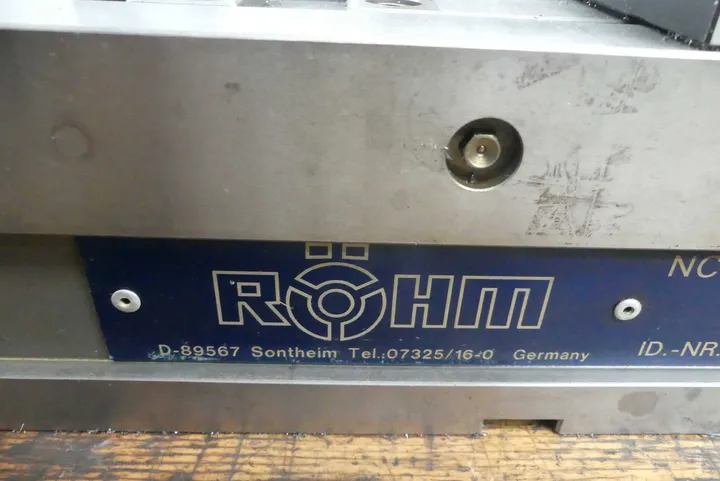 NC
RÖHM
D-89567 Sontheim Tel.:07325/16-0 Germany
ID.-NR.